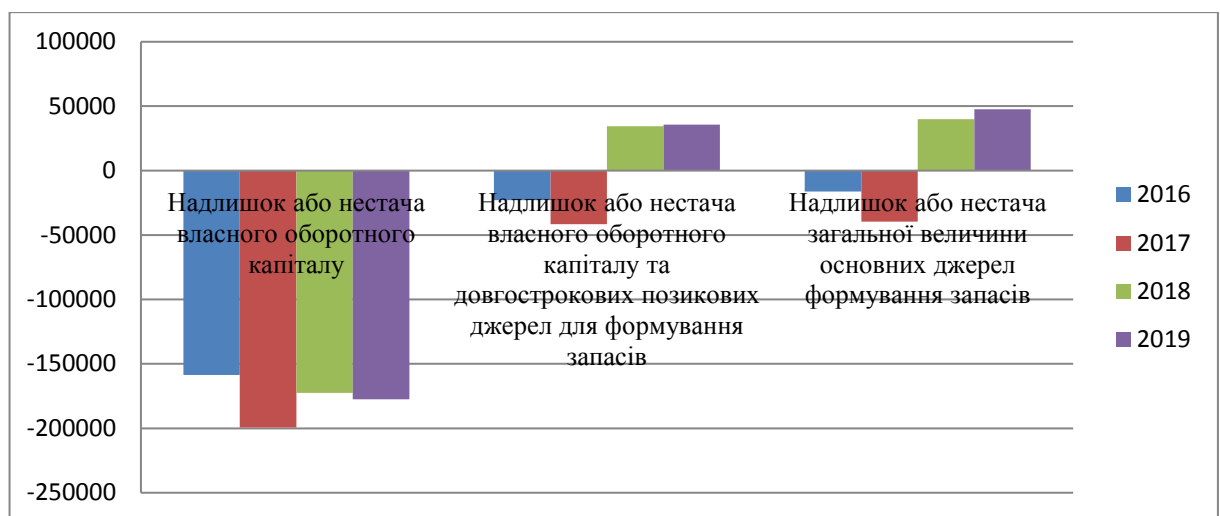 100000
50000
0
-50000
-100000
-150000
-200000
-250000
Надлишок або нестача
власного оборотного
капіталу
Надлишок або нестача
власного оборотного
капіталу та
довгострокових позикових
джерел для формування
запасів
Надлишок або нестача
загальної величини
основних джерел
формування запасів
2016
2017
2018
2019